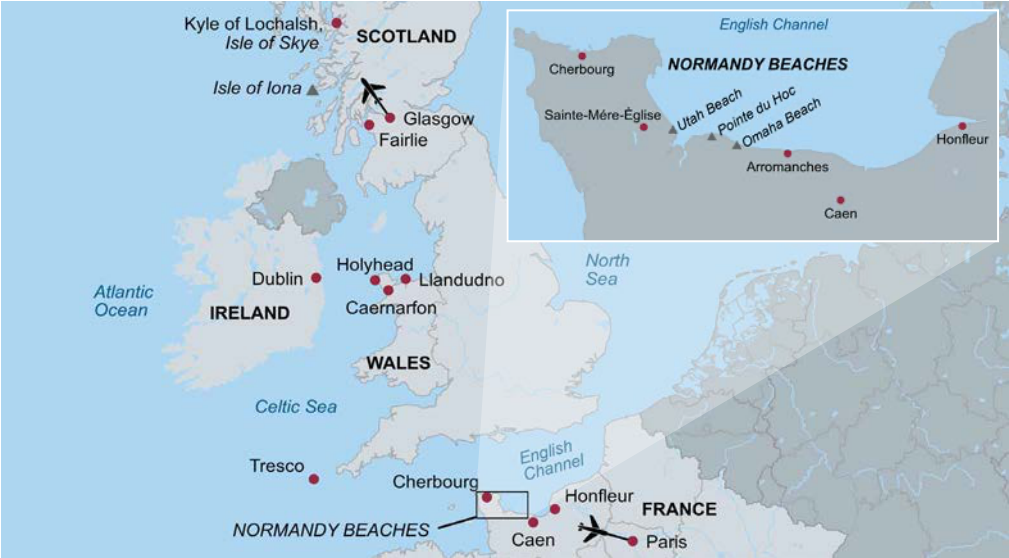 Kyle of Lochalsh,
Isle of Skye
SCOTLAND
Isle of Iona
Glasgow
Fairlie
Dublin
Holyhead
Llandudno
Caernarfon
Atlantic
Ocean
IRELAND
WALES
Celtic Sea
North
Sea
Tresco
English
Channel
Cherbourg
Honfleur
FRANCE
NORMANDY BEACHES
Caen
Paris
English Channel
NORMANDY BEACHES
Cherbourg
Sainte-Mére-Èglise
Utah Beach
Pointe du Hoc
Omaha Beach
Honfleur
Arromanches
Caen